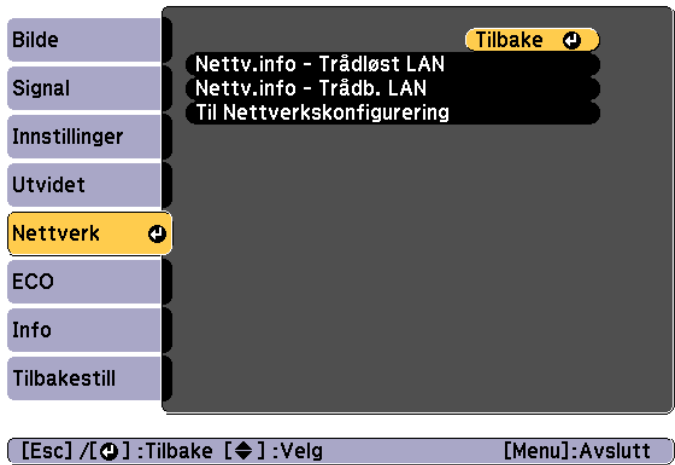 Bilde
Signal
Innstillinger
Utvidet
Nettverk
ECO
Info
Tilbakestill
Tilbake
Nettv.info - Trådløst LAN
Nettv.info - Trådb. LAN
Til Nettverkskonfigurering
[Esc] /[⏎] :Tilbake [◆] :Velg [Menu]:Avslutt